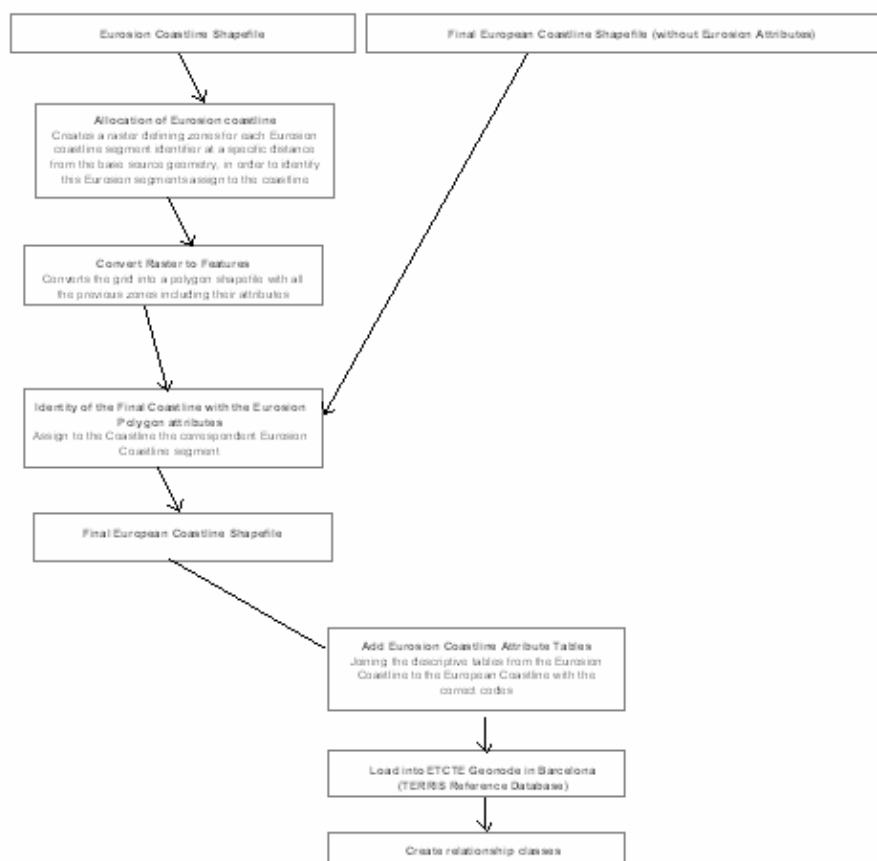 Eurosion Coastline Shapefile
Final European Coastline Shapefile (without Eurosion Attributes)
Allocation of Eurosion coastline
Creates a raster defining zones for each Eurosion
coastline segment identifier at a specific distance
from the base source geometry, in order to identify
this Eurosion segments assign to the coastline
Convert Raster to Features
Converts the grid into a polygon shapefile with all
the previous zones including their attributes
Identity of the Final Coastline with the Eurosion
Polygon attributes
Assign to the Coastline the correspondent Eurosion
Coastline segment
Final European Coastline Shapefile
Add Eurosion Coastline Attribute Tables
Joining the descriptive tables from the Eurosion
Coastline to the European Coastline with the
correct codes
Load into ETCTE Geonode in Barcelona
(TERRIS Reference Database)
Create relationship classes